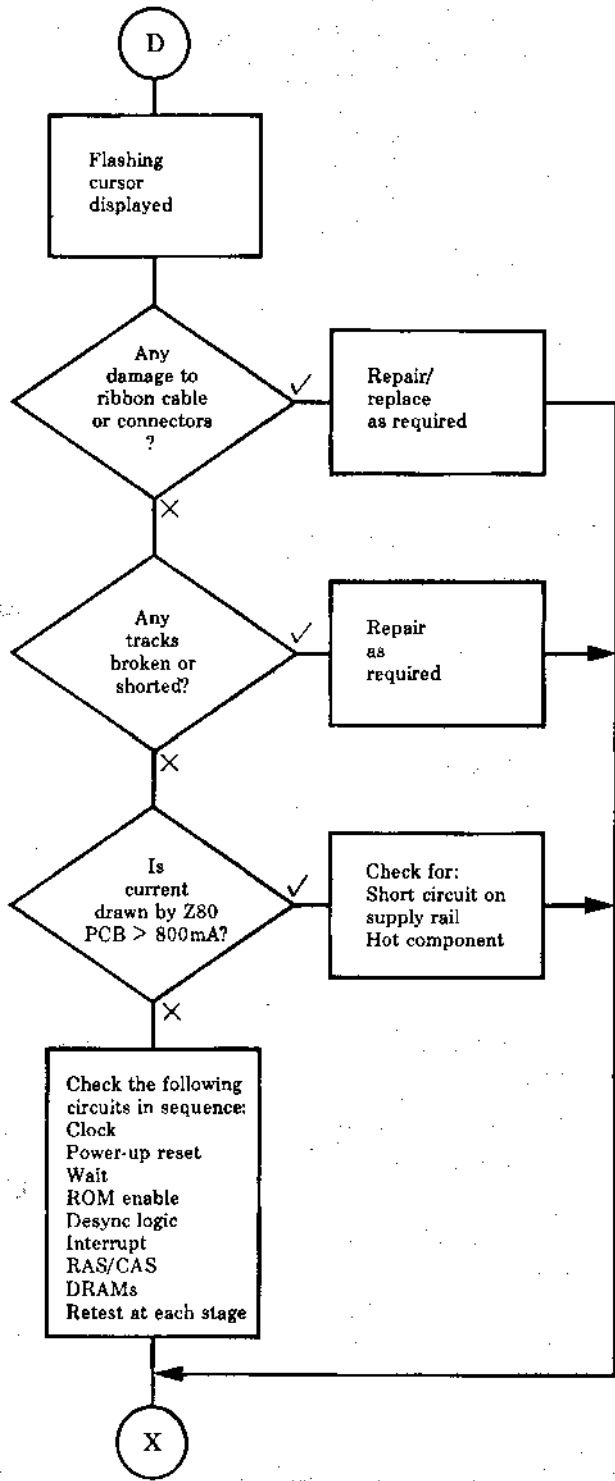 D
Flashing
cursor
displayed
Any
damage to
ribbon cable
or connectors
?
✓
Repair/
replace
as required
×
Any
tracks
broken or
shorted?
✓
Repair
as
required
×
Is
current
drawn by Z80
PCB > 800mA?
✓
Check for:
Short circuit on
supply rail
Hot component
×
Check the following
circuits in sequence:
Clock
Power-up reset
Wait
ROM enable
Desync logic
Interrupt
RAS/CAS
DRAMs
Retest at each stage
X